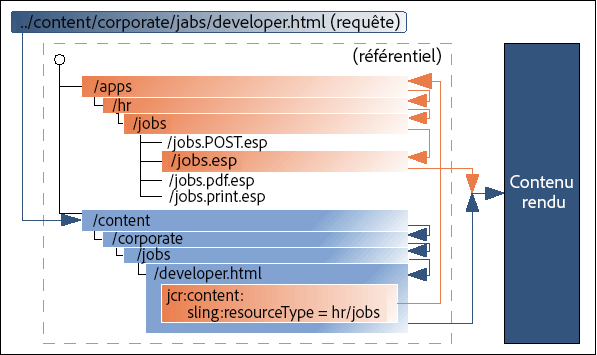 ../content/corporate/jabs/developer.html (requête)
(référentiel)
/apps
/hr
/jobs
/jobs.POST.esp
/jobs.esp
/jobs.pdf.esp
/jobs.print.esp
/content
/corporate
/jobs
/developer.html
jcr:content:
sling:resourceType = hr/jobs
Contenu
rendu